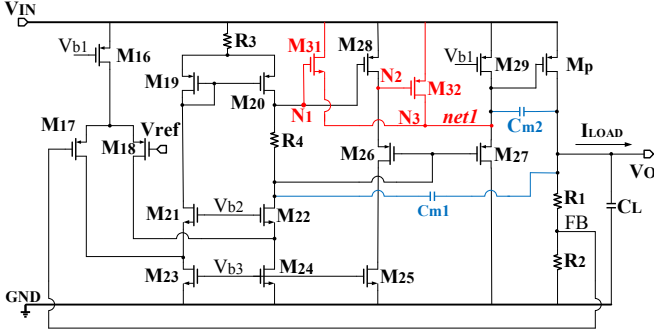 VIN
Vb1
M16
R3
M31
M28
N2
Vb1
M29
Mp
M19
M20
N1
M32
N3
net1
Cm2
ILOAD
M17
M18
Vref
R4
M26
M27
VO
Cm1
R1
CL
M21
Vb2
M22
FB
M23
Vb3
M24
M25
R2
GND